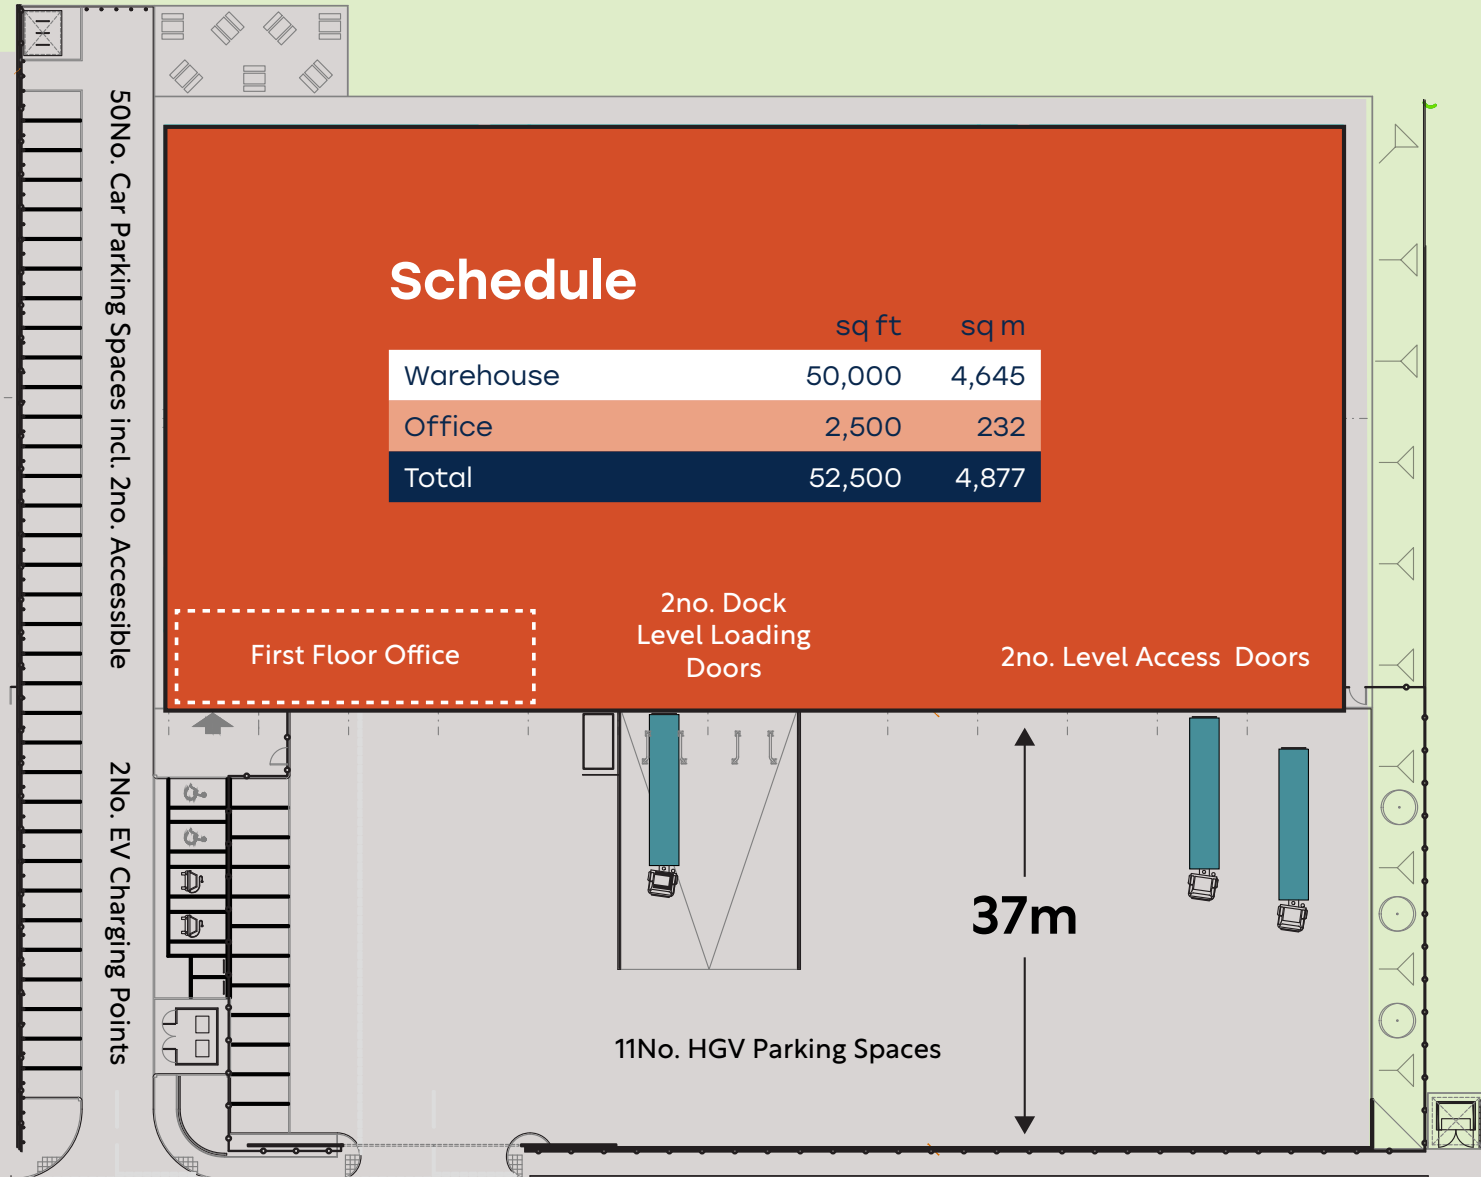 50No. Car Parking Spaces incl. 2no. Accessible
2No. EV Charging Points
Schedule
sq ft sq m
Warehouse 50,000 4,645
Office 2,500 232
Total 52,500 4,877
First Floor Office
2no. Dock
Level Loading
Doors
2no. Level Access Doors
37m
11No. HGV Parking Spaces